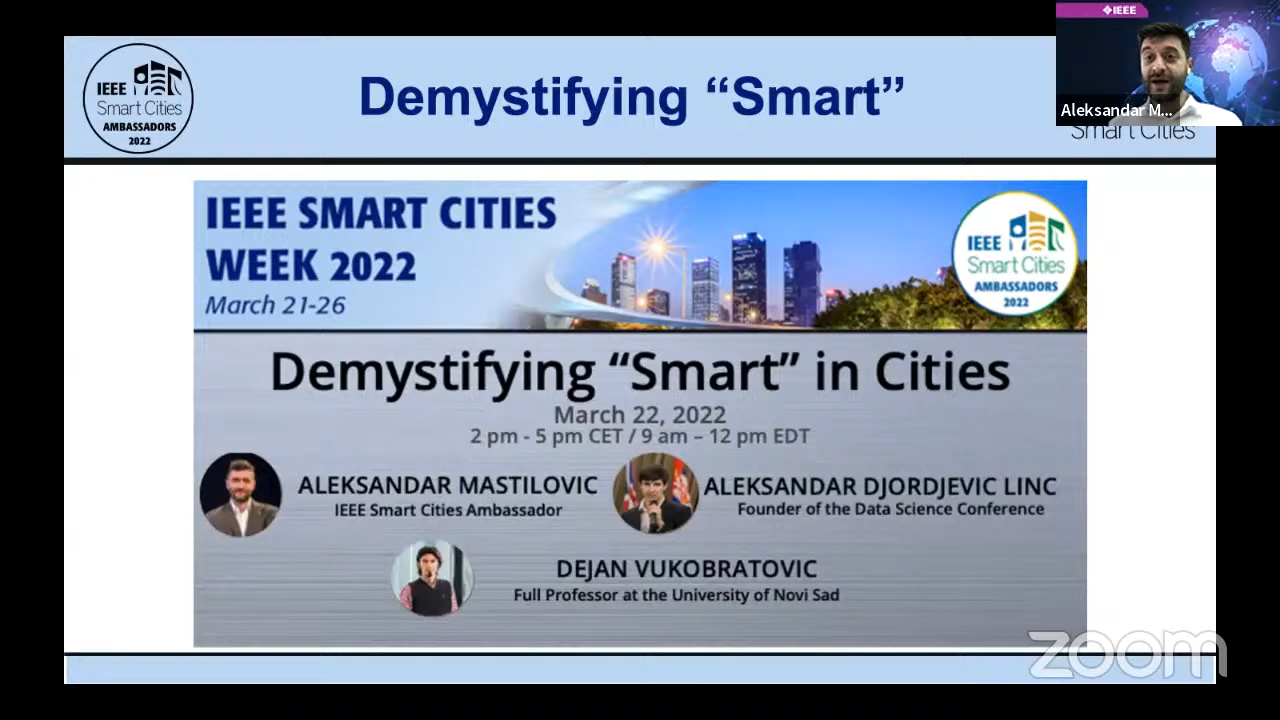 IEEE
Smart Cities
AMBASSADORS
2022
Demystifying “Smart”
IEEE
Aleksandar M...
Smart Cities
IEEE SMART CITIES
WEEK 2022
March 21-26
IEEE
Smart Cities
AMBASSADORS
2022
Demystifying “Smart” in Cities
March 22, 2022
2 pm - 5 pm CET / 9 am – 12 pm EDT
ALEKSANDAR MASTILOVIC
IEEE Smart Cities Ambassador
ALEKSANDAR DJORDJEVIC LINC
Founder of the Data Science Conference
DEJAN VUKOBRATOVIC
Full Professor at the University of Novi Sad
zoom